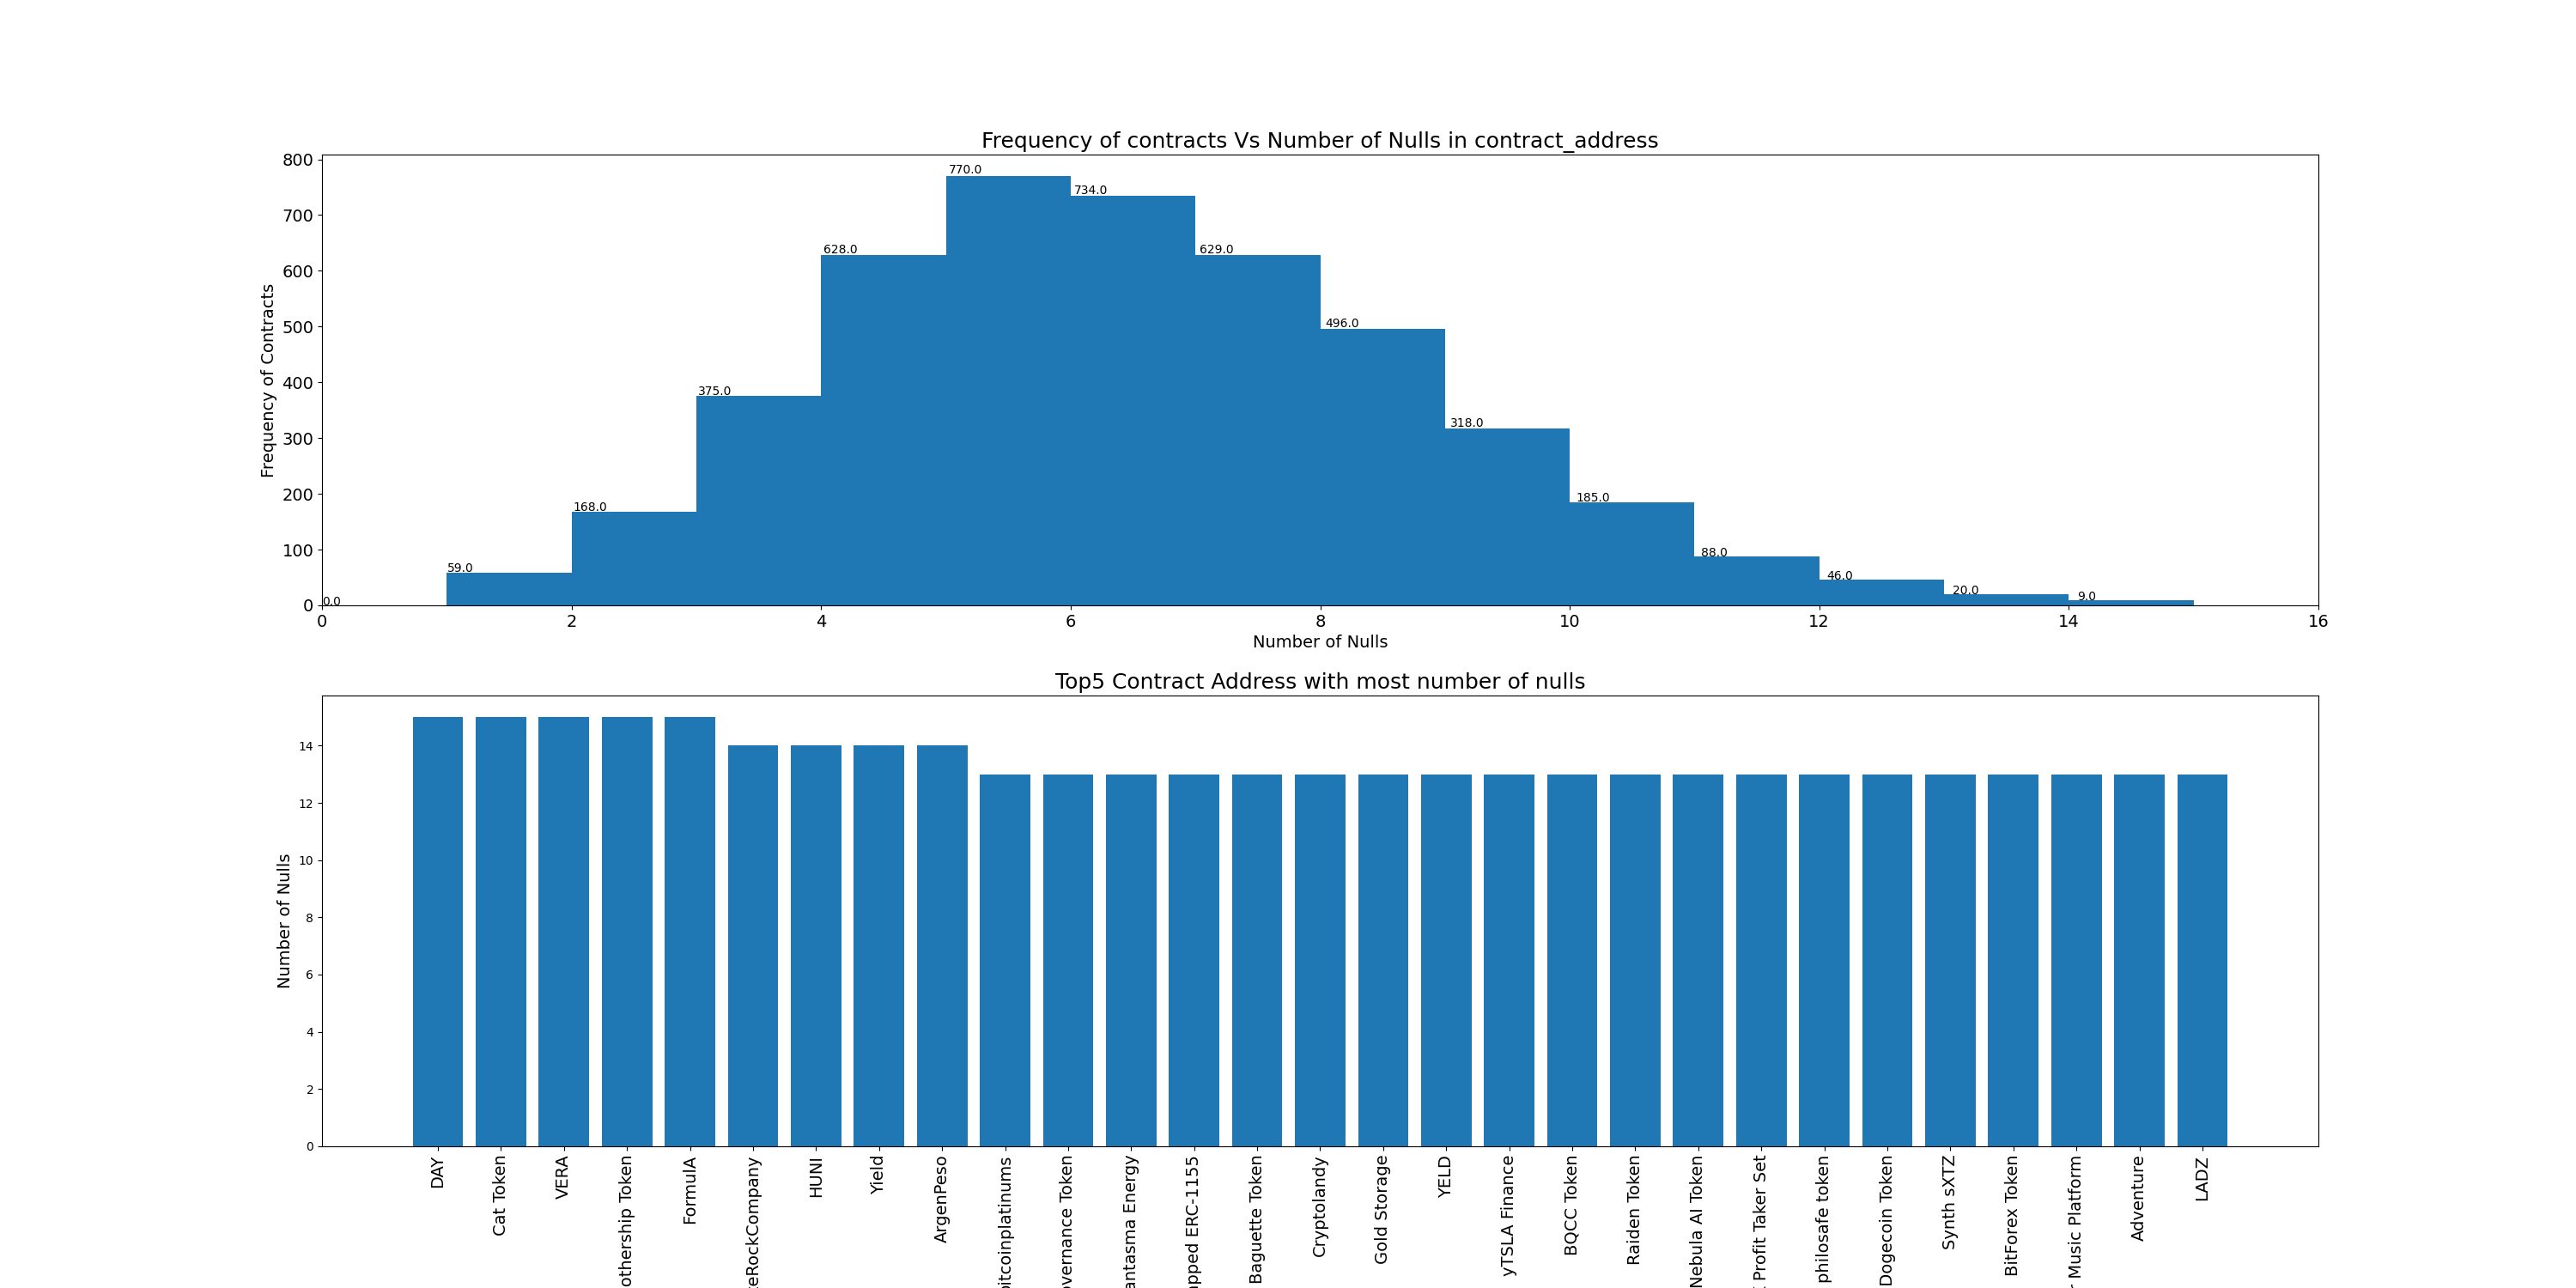 Frequency of contracts Vs Number of Nulls in contract_address
Frequency of Contracts
800
700
600
500
400
300
200
100
0
0.0
59.0
168.0
375.0
628.0
770.0
734.0
629.0
496.0
318.0
185.0
88.0
46.0
20.0
9.0
0 2 4 6 8 10 12 14 16
Number of Nulls
Top5 Contract Address with most number of nulls
Number of Nulls
14
12
10
8
6
4
2
0
DAY
Cat Token
VERA
othership Token
FormulA
eRockCompany
HUNI
Yield
ArgenPeso
itcoinplatinums
vernance Token
antasma Energy
pped ERC-1155
Baguette Token
Cryptolandy
Gold Storage
YELD
yTSLA Finance
BQCC Token
Raiden Token
Nebula AI Token
Profit Taker Set
philosafe token
Dogecoin Token
Synth sXTZ
BitForex Token
Music Platform
Adventure
LADZ